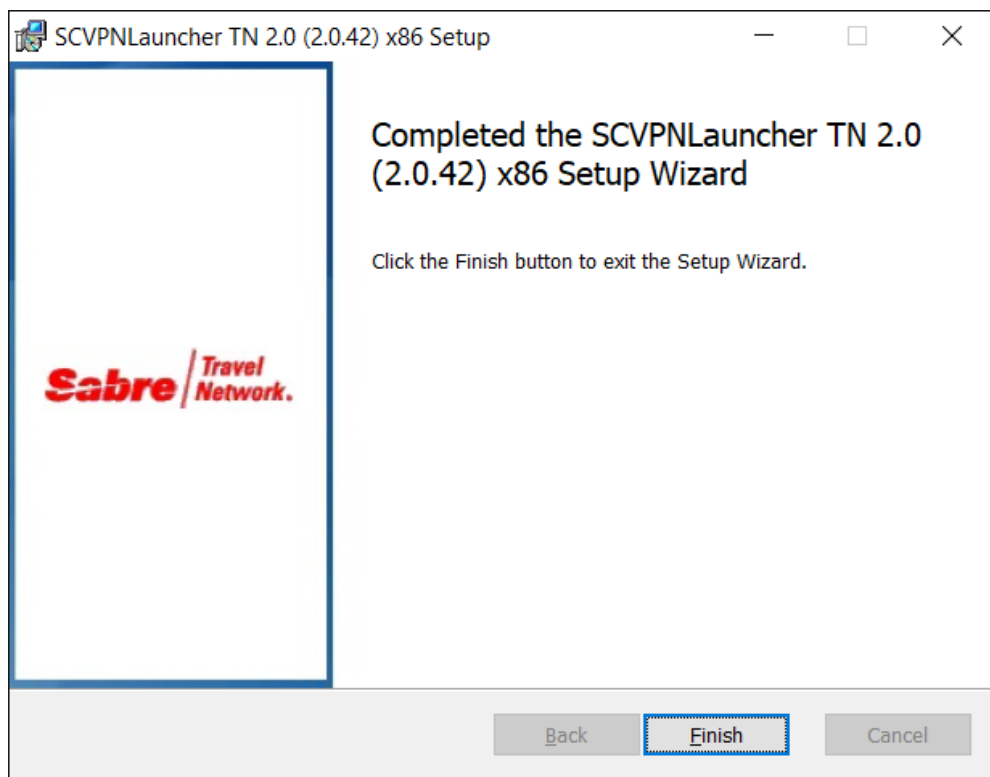 SCVPNLauncher TN 2.0 (2.0.42) x86 Setup
Completed the SCVPNLauncher TN 2.0
(2.0.42) x86 Setup Wizard
Click the Finish button to exit the Setup Wizard.
Sabre Travel
Network.
Back Finish Cancel